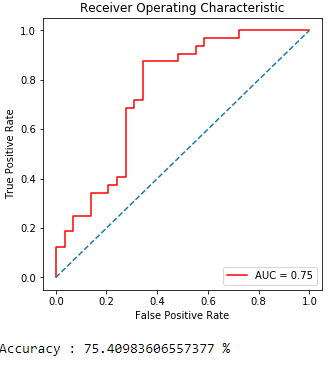 Receiver Operating Characteristic
1.0
0.8
0.6
0.4
0.2
0.0
True Positive Rate
AUC = 0.75
0.0 0.2 0.4 0.6 0.8 1.0
False Positive Rate
Accuracy : 75.40983606557377 %